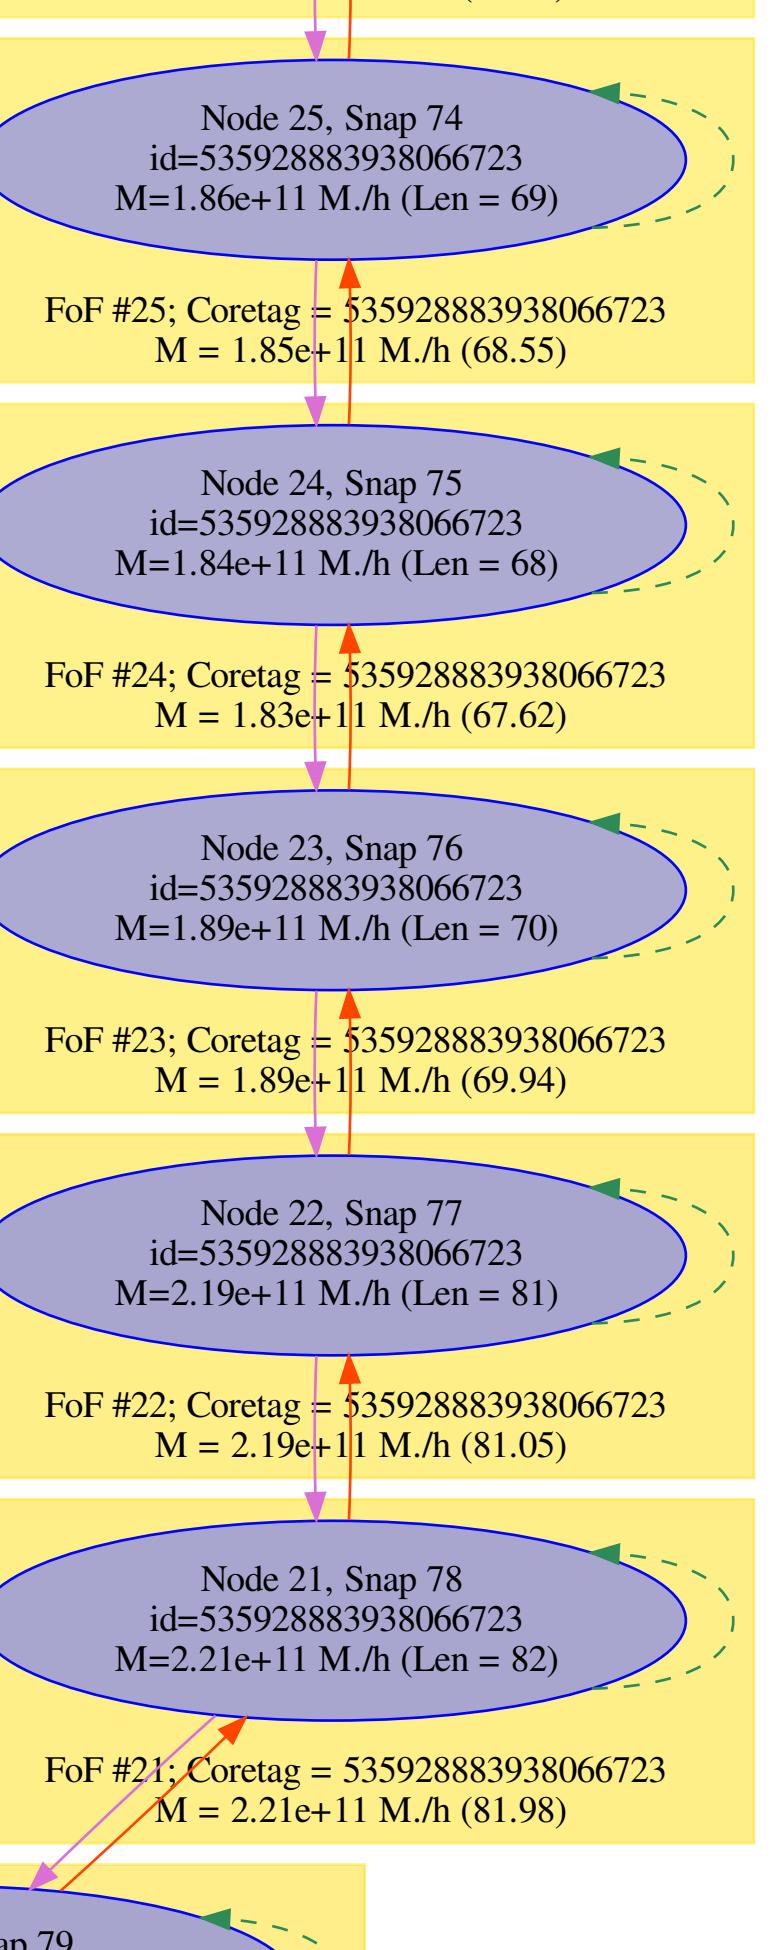 Node 25, Snap 74
id=535928883938066723
M=1.86e+11 M./h (Len = 69)
FoF #25; Coretag = 535928883938066723
M = 1.85e+11 M./h (68.55)
Node 24, Snap 75
id=535928883938066723
M=1.84e+11 M./h (Len = 68)
FoF #24; Coretag = 535928883938066723
M = 1.83e+11 M./h (67.62)
Node 23, Snap 76
id=535928883938066723
M=1.89e+11 M./h (Len = 70)
FoF #23; Coretag = 535928883938066723
M = 1.89e+11 M./h (69.94)
Node 22, Snap 77
id=535928883938066723
M=2.19e+11 M./h (Len = 81)
FoF #22; Coretag = 535928883938066723
M = 2.19e+11 M./h (81.05)
Node 21, Snap 78
id=535928883938066723
M=2.21e+11 M./h (Len = 82)
FoF #21; Coretag = 535928883938066723
M = 2.21e+11 M./h (81.98)
79